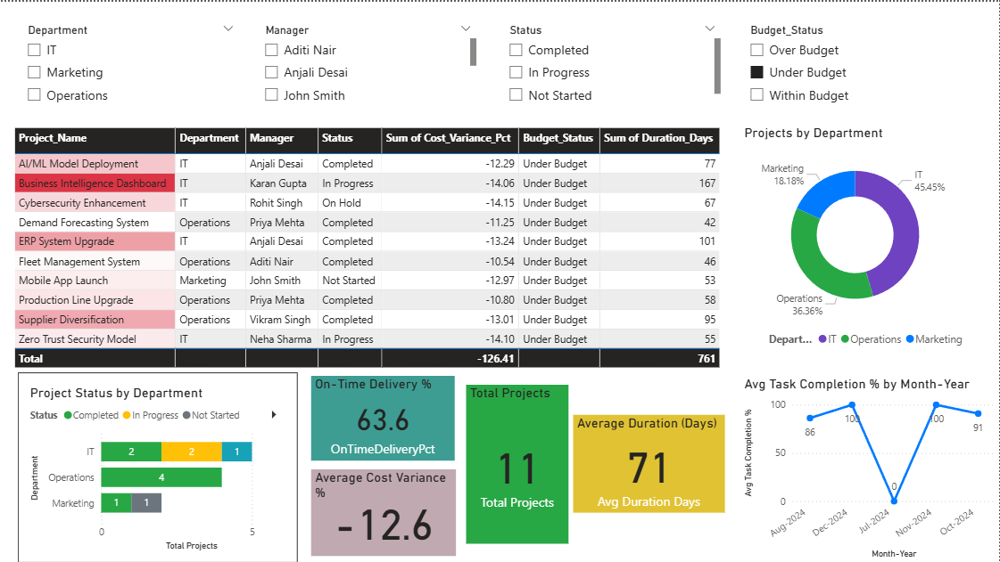 Department
IT
Marketing
Operations
Manager
Aditi Nair
Anjali Desai
John Smith
Status
Completed
In Progress
Not Started
Budget_Status
Over Budget
Under Budget
Within Budget
Project_Name Department Manager Status Sum of Cost_Variance_Pct Budget_Status Sum of Duration_Days
AI/ML Model Deployment IT Anjali Desai Completed -12.29 Under Budget 77
Business Intelligence Dashboard IT Karan Gupta In Progress -14.06 Under Budget 167
Cybersecurity Enhancement IT Rohit Singh On Hold -14.15 Under Budget 67
Demand Forecasting System Operations Priya Mehta Completed -11.25 Under Budget 42
ERP System Upgrade IT Anjali Desai Completed -13.24 Under Budget 101
Fleet Management System Operations Aditi Nair Completed -10.54 Under Budget 46
Mobile App Launch Marketing John Smith Not Started -12.97 Under Budget 53
Production Line Upgrade Operations Priya Mehta Completed -10.80 Under Budget 58
Supplier Diversification Operations Vikram Singh Completed -13.01 Under Budget 95
Zero Trust Security Model IT Neha Sharma In Progress -14.10 Under Budget 55
Total -126.41 761
Projects by Department
Marketing
18.18%
IT
45.45%
Operations
36.36%
Depart... IT Operations Marketing
Project Status by Department
Status Completed In Progress Not Started
Department
IT 2 2 1
Operations 4
Marketing 1 1
0 5
Total Projects
On-Time Delivery %
63.6
OnTimeDeliveryPct
Average Cost Variance
%
-12.6
Total Projects
11
Total Projects
Average Duration (Days)
71
Avg Duration Days
Avg Task Completion % by Month-Year
Avg Task Completion %
100
50
0
86
100
0
100
91
Aug-2024
Dec-2024
Jul-2024
Nov-2024
Oct-2024
Month-Year